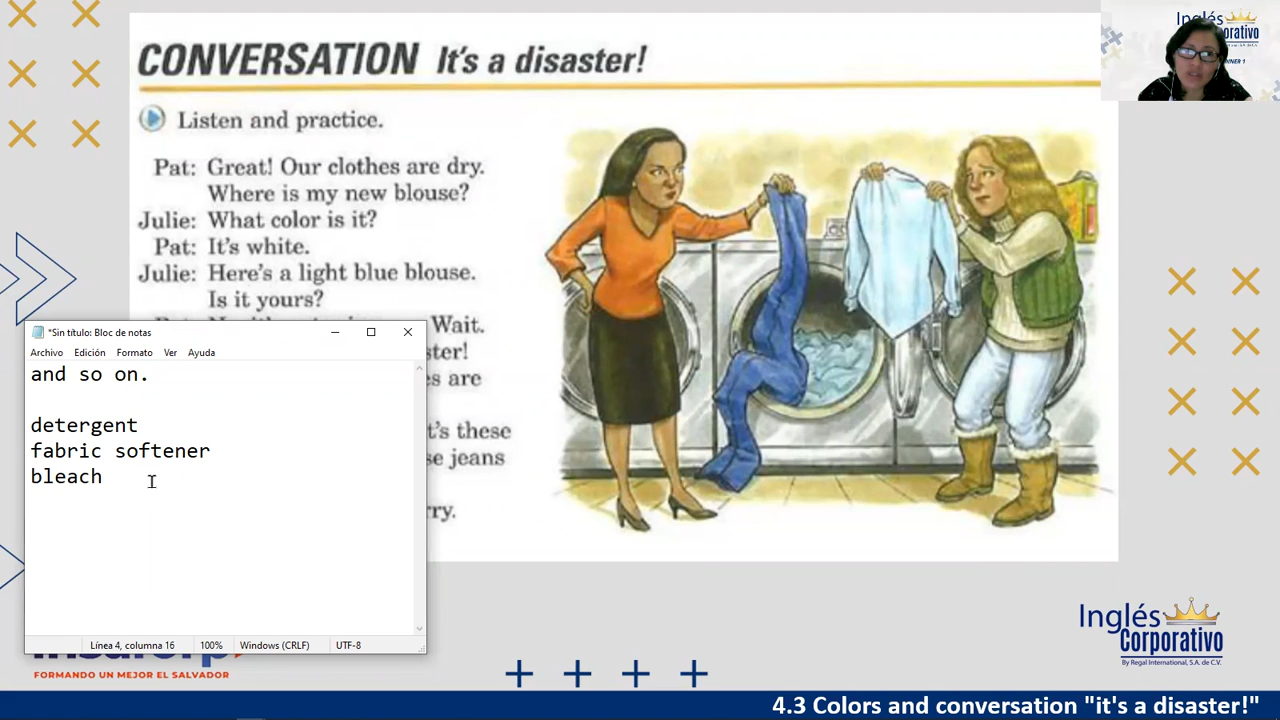 CONVERSATION It's a disaster!
Listen and practice.
Pat: Great! Our clothes are dry.
Where is my new blouse?
Julie: What color is it?
Pat: It's white.
Julie: Here's a light blue blouse.
Is it yours?
Wait.
ster!
s are
t's these
se jeans
rry.
*Sin título: Bloc de notas
Archivo Edición Formato Ver Ayuda
and so on.
detergent
fabric softener
bleach
Línea 4, columna 16 100% Windows (CRLF) UTF-8
FORMANDO UN MEJOR EL SALVADOR
Inglés
Corporativo
By Regal International, S.A. de C.V.
4.3 Colors and conversation "it's a disaster!"